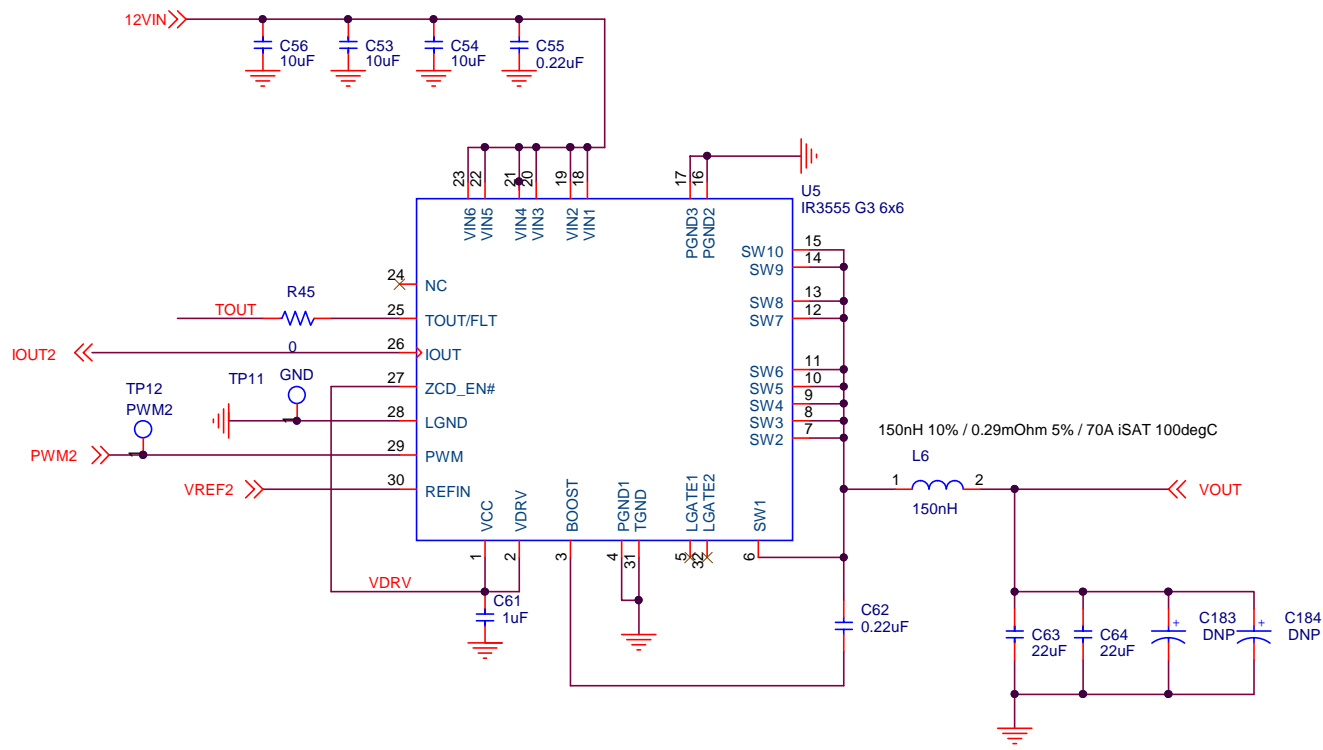 12VIN
C56
10uF
C53
10uF
C54
10uF
C55
0.22uF
23
22
21
20
19
18
17
16
VIN6
VIN5
VIN4
VIN3
VIN2
VIN1
PGND3
PGND2
U5
IR3555 G3 6x6
SW10
15
SW9
14
SW8
13
SW7
12
SW6
11
SW5
10
SW4
9
SW3
8
SW2
7
24
NC
R45
TOUT
25
TOUT/FLT
0
IOUT2
26
IOUT
27
ZCD_EN#
TP11
GND
1
28
LGND
TP12
PWM2
1
PWM2
29
PWM
VREF2
30
REFIN
VCC
VDRV
BOOST
PGND1
TGND
LGATE1
LGATE2
SW1
1
2
3
4
31
5
32
6
150nH 10% / 0.29mOhm 5% / 70A iSAT 100degC
L6
1
2
150nH
VOUT
VDRV
C61
1uF
C62
0.22uF
C63
22uF
C64
22uF
+
C183
DNP
+
C184
DNP